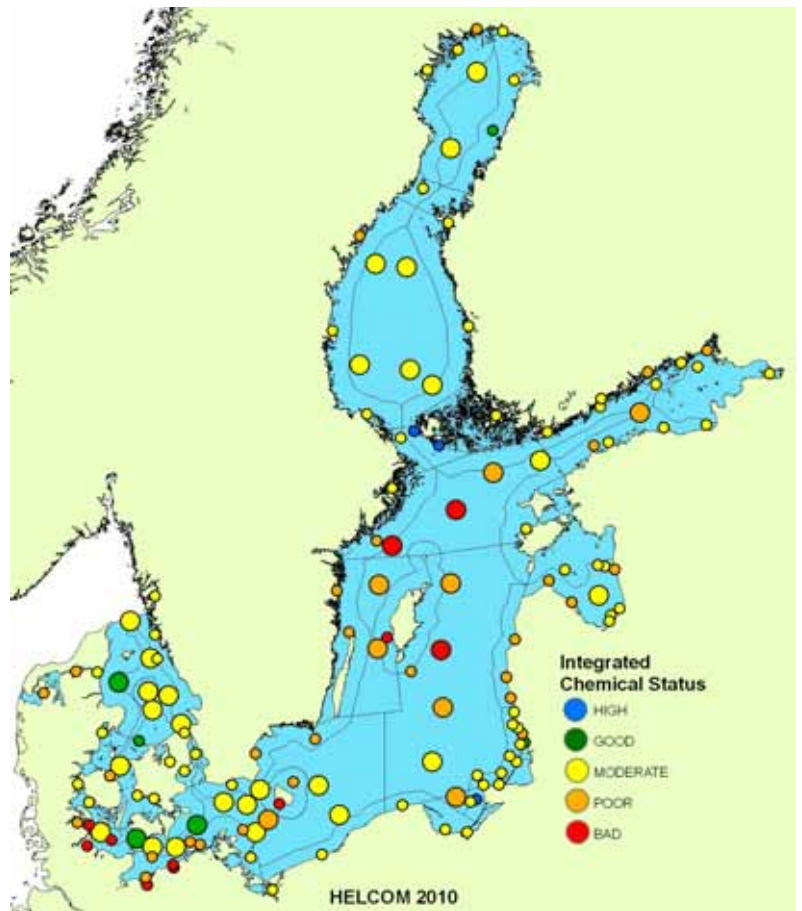 Integrated
Chemical Status
HIGH
GOOD
MODERATE
POOR
BAD
HELCOM 2010